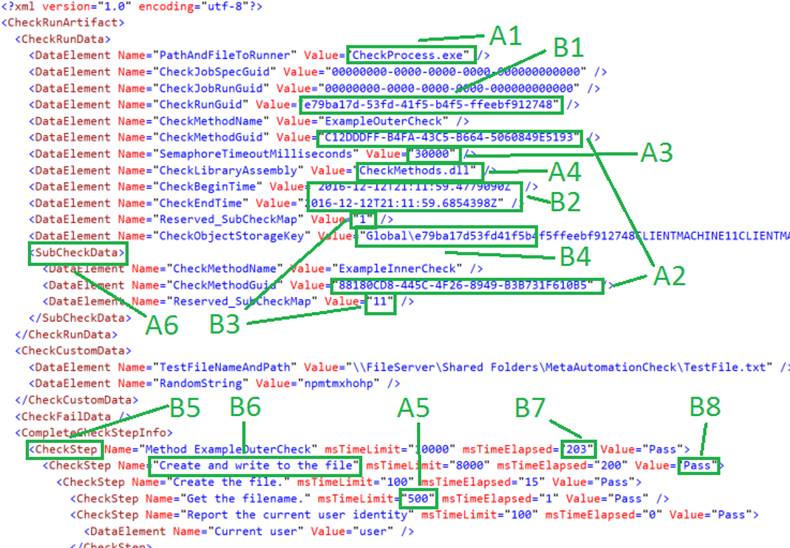 <?xml version="1.0" encoding="utf-8"?>
<CheckRunArtifact>
<CheckRunData>
A1
<DataElement Name="PathAndFileToRunner" Value="CheckProcess.exe" />
B1
<DataElement Name="CheckJobSpecGuid" Value="00000000-0000-0000-0000-000000000000" />
<DataElement Name="CheckJobRunGuid" Value="00000000-0000-0000-0000-000000000000" />
<DataElement Name="CheckRunGuid" Value="e79ba17d-53fd-41f5-b4f5-ffeebf912748" />
<DataElement Name="CheckMethodName" Value="ExampleOuterCheck" />
<DataElement Name="CheckMethodGuid" Value="C12DDDFF-B4FA-43C5-B664-5060849E5193" />
<DataElement Name="SemaphoreTimeoutMilliseconds" Value="30000" />
A3
<DataElement Name="CheckLibraryAssembly" Value="CheckMethods.dll" />
A4
<DataElement Name="CheckBeginTime" Value="2016-12-12T21:11:59.4779090Z" />
<DataElement Name="CheckEndTime" Value="2016-12-12T21:11:59.6854398Z" />
B2
<DataElement Name="Reserved_SubCheckMap" Value="1" />
<DataElement Name="CheckObjectStorageKey" Value="Global\e79ba17d53fd41f5b4f5ffeebf912748CLIENTMACHINE11CLIENTMA
<SubCheckData>
B4
<DataElement Name="CheckMethodName" Value="ExampleInnerCheck" />
A2
<DataElement Name="CheckMethodGuid" Value="88180CD8-445C-4F26-8949-B3B731F610B5" />
<DataElement Name="Reserved_SubCheckMap" Value="11" />
</SubCheckData>
A6
B3
</CheckRunData>
<CheckCustomData>
<DataElement Name="TestFileNameAndPath" Value="\\FileServer\Shared Folders\MetaAutomationCheck\TestFile.txt" />
<DataElement Name="RandomString" Value="npmtmxhohp" />
</CheckCustomData>
B5
B6
A5
B7
B8
<CheckFailData />
<CompleteCheckStepInfo>
<CheckStep Name="Method ExampleOuterCheck" msTimeLimit="30000" msTimeElapsed="203" Value="Pass">
<CheckStep Name="Create and write to the file" msTimeLimit="8000" msTimeElapsed="200" Value="Pass">
<CheckStep Name="Create the file." msTimeLimit="100" msTimeElapsed="15" Value="Pass">
<CheckStep Name="Get the filename." msTimeLimit="500" msTimeElapsed="1" Value="Pass" />
<CheckStep Name="Report the current user identity" msTimeLimit="100" msTimeElapsed="0" Value="Pass">
<DataElement Name="Current user" Value="user" />
</CheckStep>